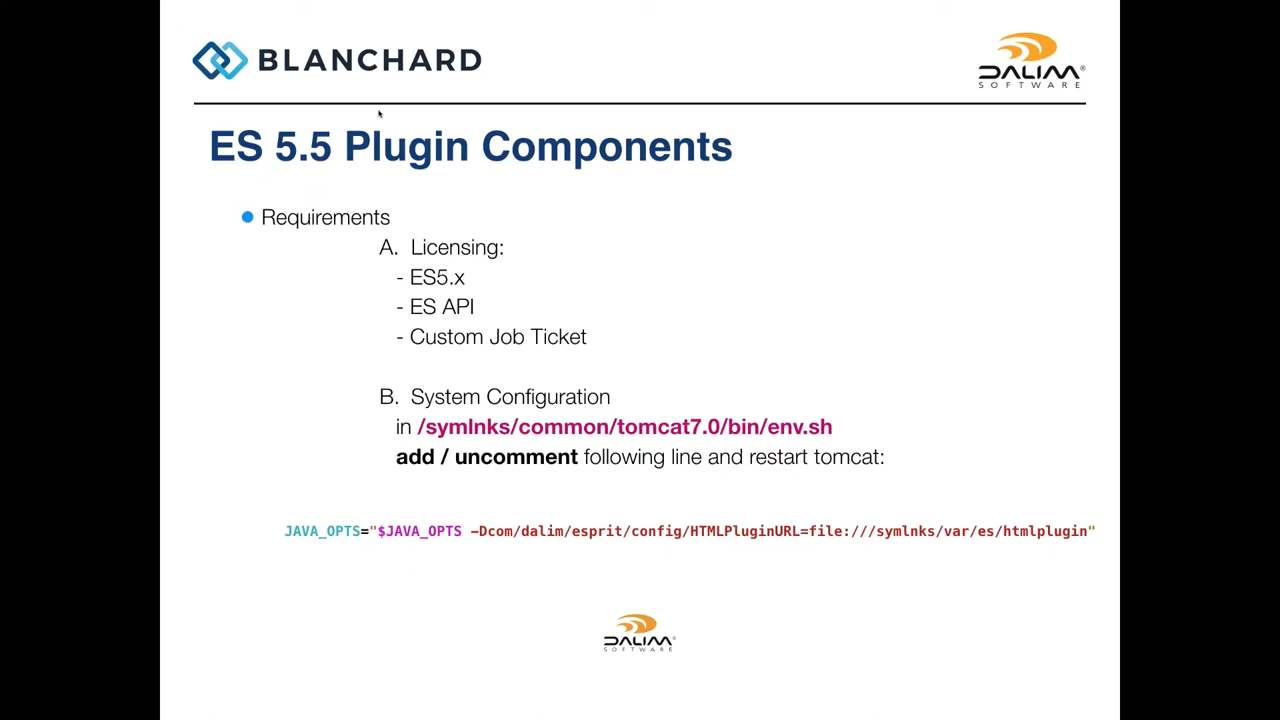 BLANCHARD
DALIM®
SOFTWARE
ES 5.5 Plugin Components
● Requirements
A. Licensing:
- ES5.x
- ES API
- Custom Job Ticket
B. System Configuration
in /symlnks/common/tomcat7.0/bin/env.sh
add / uncomment following line and restart tomcat:
JAVA_OPTS="$JAVA_OPTS -Dcom/dalim/esprit/config/HTMLPluginURL=file:///symlnks/var/es/htmlplugin"
DALIM®
SOFTWARE